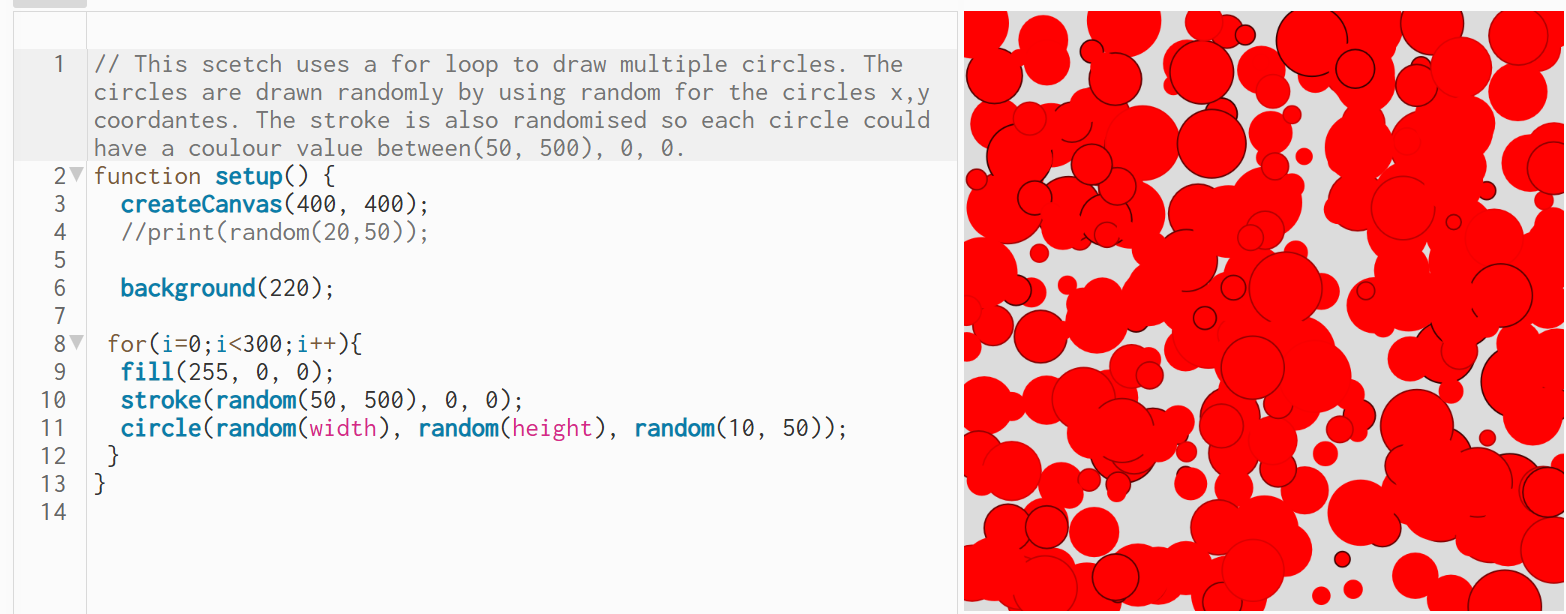 1 // This scetch uses a for loop to draw multiple circles. The
circles are drawn randomly by using random for the circles x,y
coordantes. The stroke is also randomised so each circle could
have a coulour value between(50, 500), 0, 0.
2 function setup() {
3 createCanvas(400, 400);
4 //print(random(20,50));
5
6 background(220);
7
8 for(i=0;i<300;i++){
9 fill(255, 0, 0);
10 stroke(random(50, 500), 0, 0);
11 circle(random(width), random(height), random(10, 50));
12 }
13 }
14